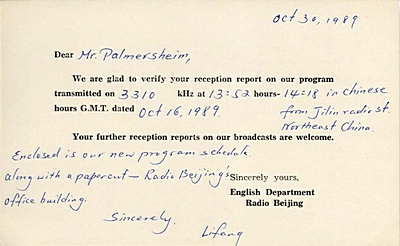 Oct 30, 1989
Dear Mr. Palmersheim,
We are glad to verify your reception report on our program
transmitted on 3310 kHz at 13:52 hours- 14:18 in Chinese
hours G.M.T. dated Oct 16, 1989. from Jilin radio st.
Northeast China.
Your further reception reports on our broadcasts are welcome.
Enclosed is our new program schedule
along with a papercut — Radio Beijing's
office building.
Sincerely yours,
English Department
Radio Beijing
Sincerely.
Lifang